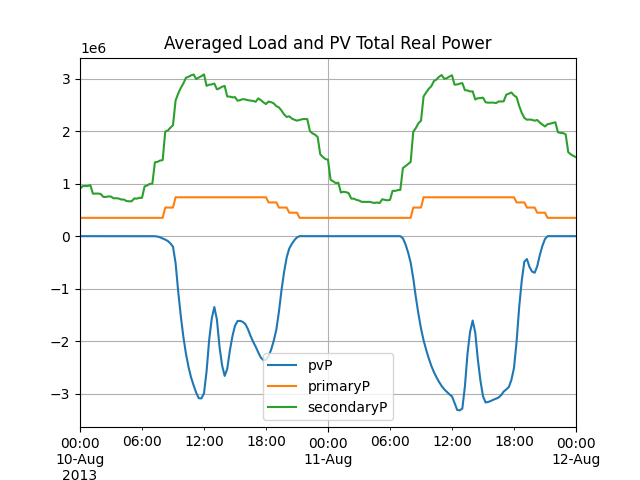 Averaged Load and PV Total Real Power
1e6
3
2
1
0
−1
−2
−3
pvP
primaryP
secondaryP
00:00 06:00 12:00 18:00 00:00 06:00 12:00 18:00 00:00
10-Aug 11-Aug 12-Aug
2013